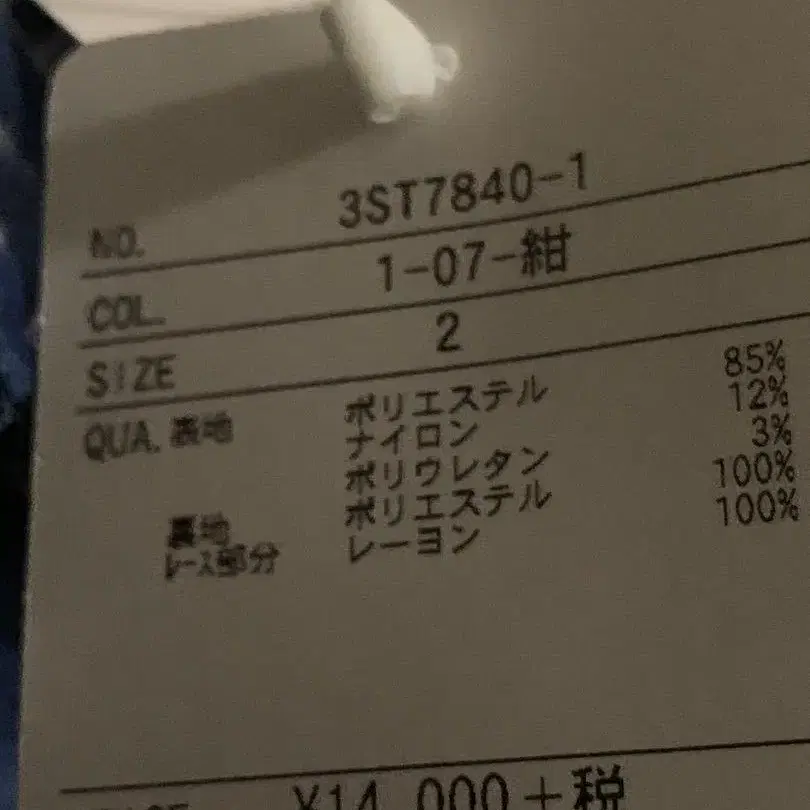 NO. 3ST7840-1
COL. 1-07-紺
SIZE 2
QUA. 表地 ポリエステル 85%
ナイロン 12%
ポリウレタン 3%
裏地 ポリエステル 100%
レース部分 レーヨン 100%
¥14,000+税